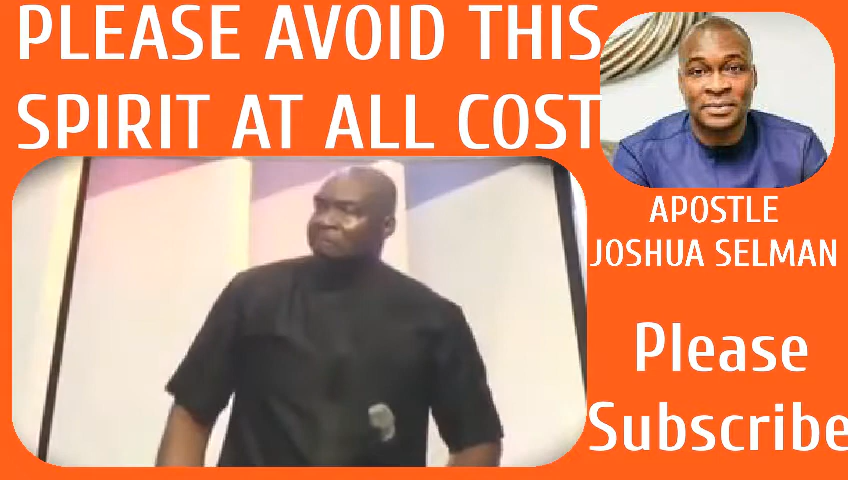 PLEASE AVOID THIS
SPIRIT AT ALL COST
APOSTLE
JOSHUA SELMAN
Please
Subscribe